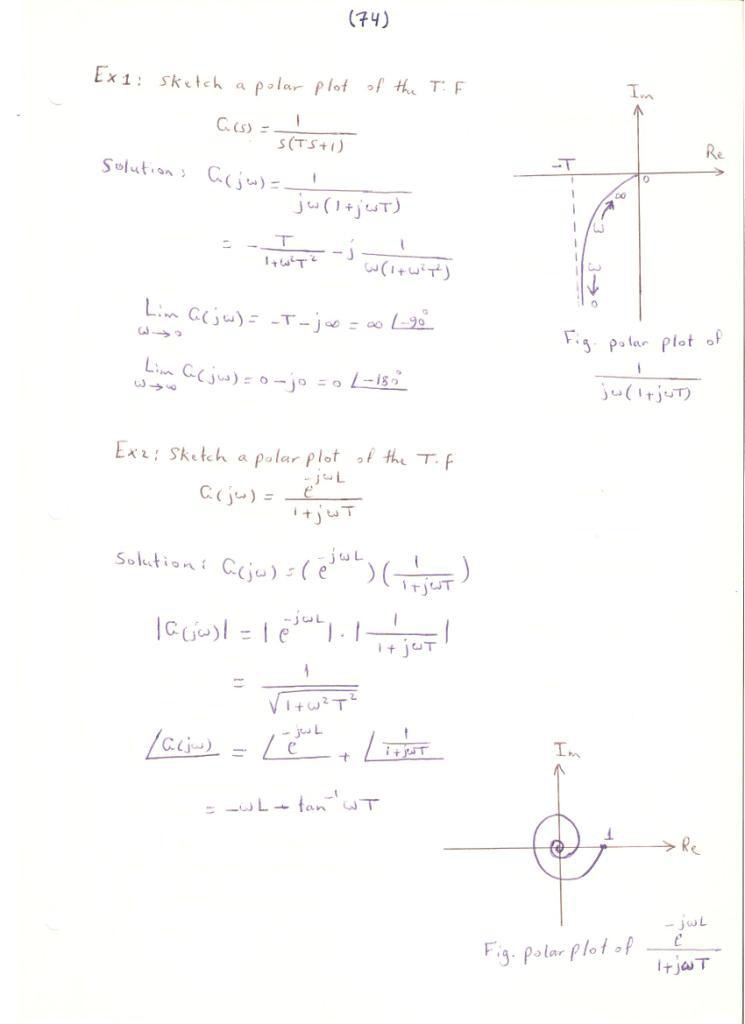 (74)
Ex1: Sketch a polar plot of the T.F
G(s) = 1 / s(Ts+1)
Solution: G(jω) = 1 / jω(1+jωT)
= - T / 1+ω²T² - j 1 / ω(1+ω²T²)
Lim ω→0 G(jω) = -T - j∞ = ∞ ∠-90°
Lim ω→∞ G(jω) = 0 - j0 = 0 ∠-180°
Im
Re
-T
0
∞
ω
ω
0
Fig. polar plot of
1 / jω(1+jωT)
Ex2: Sketch a polar plot of the T.F
G(jω) = e^-jωL / 1+jωT
Solution: G(jω) = (e^-jωL)(1 / 1+jωT)
|G(jω)| = |e^-jωL| . |1 / 1+jωT|
= 1 / √1+ω²T²
∠G(jω) = ∠e^-jωL + ∠1 / 1+jωT
= -ωL - tan⁻¹ ωT
Im
1
Re
Fig. polar plot of e^-jωL / 1+jωT